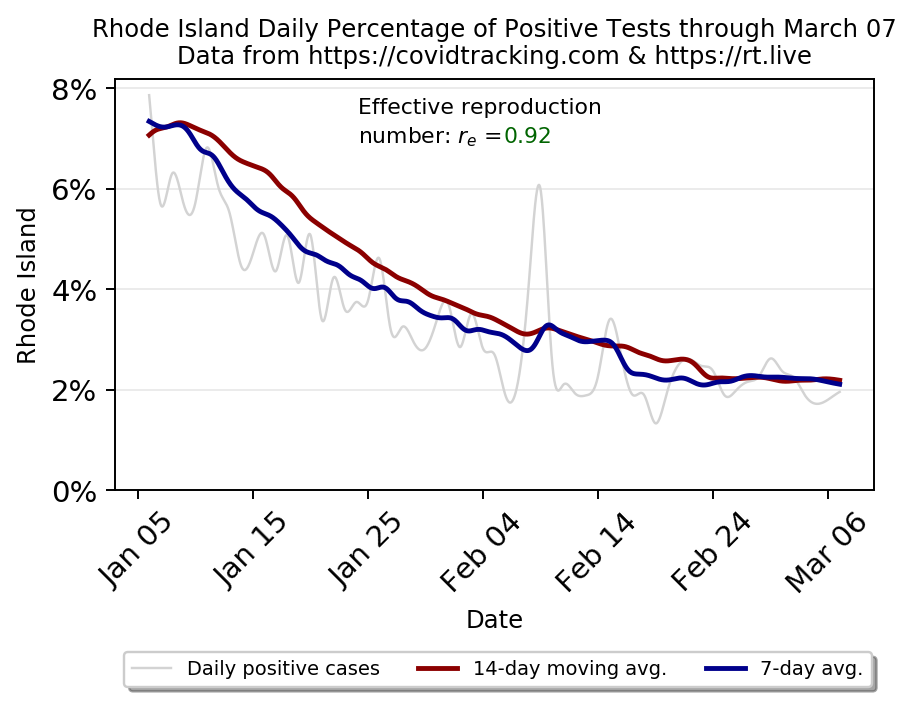 Rhode Island Daily Percentage of Positive Tests through March 07
Data from https://covidtracking.com & https://rt.live
Effective reproduction
number: rₑ =0.92
8%
6%
4%
2%
0%
Rhode Island
Jan 05
Jan 15
Jan 25
Feb 04
Feb 14
Feb 24
Mar 06
Date
Daily positive cases
14-day moving avg.
7-day avg.